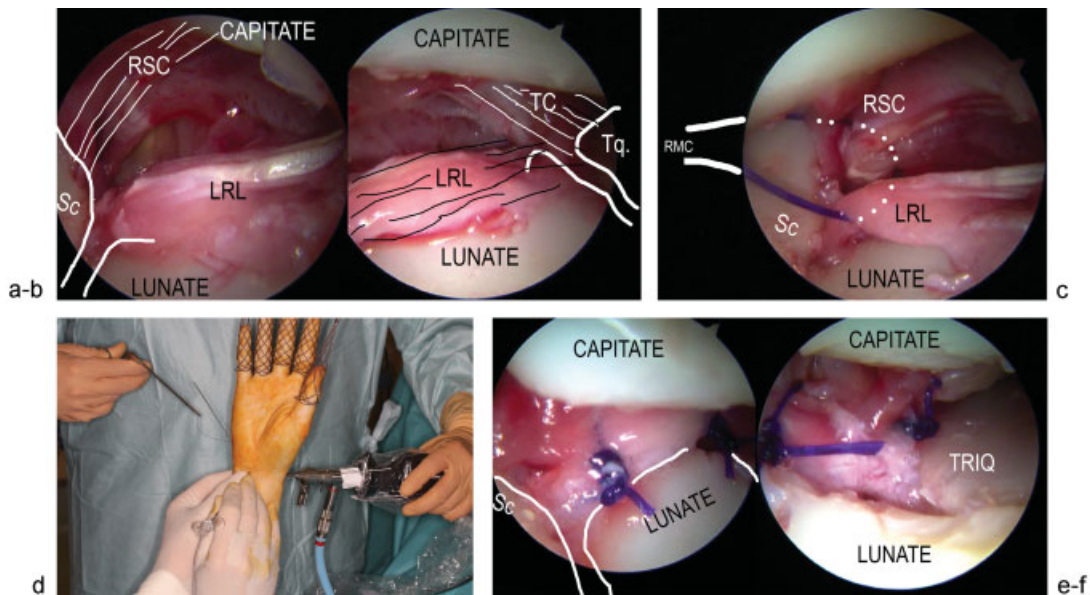 CAPITATE
RSC
LRL
Sc
LUNATE
CAPITATE
TC
Tq.
LRL
LUNATE
a-b
RSC
RMC
LRL
Sc
LUNATE
c
d
CAPITATE
Sc
LUNATE
CAPITATE
TRIQ
LUNATE
e-f